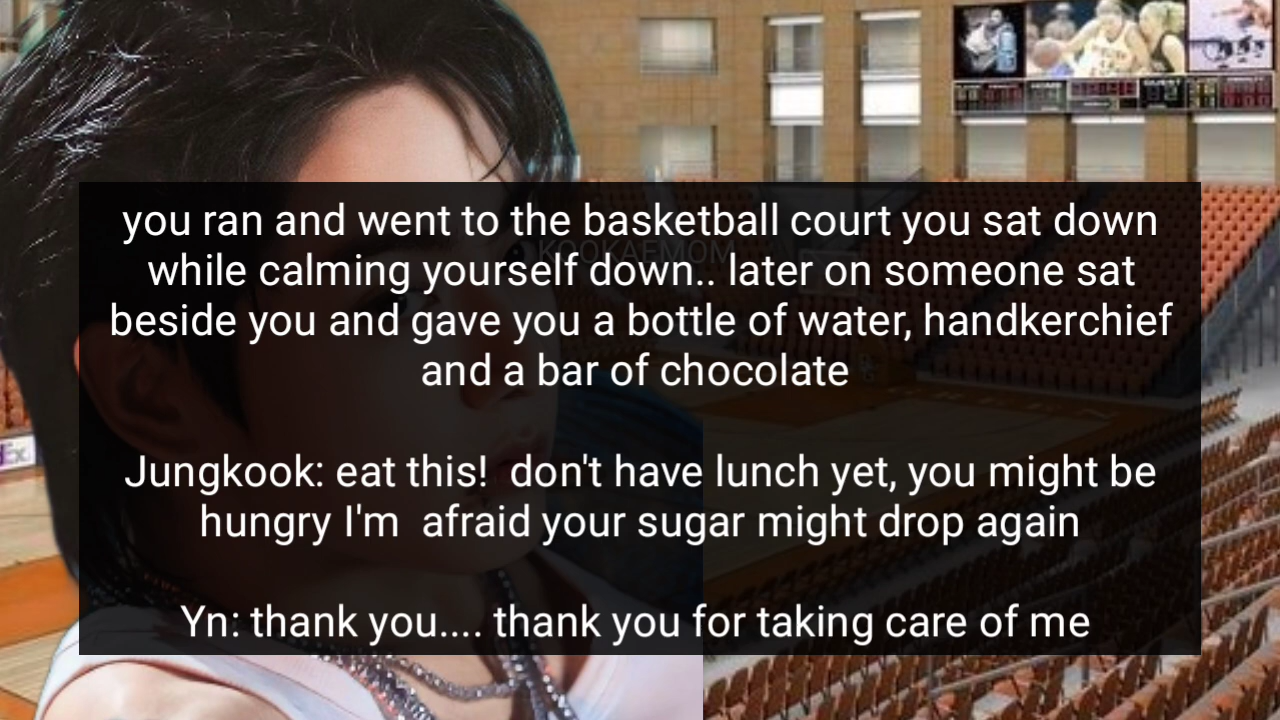 you ran and went to the basketball court you sat down
while calming yourself down.. later on someone sat
beside you and gave you a bottle of water, handkerchief
and a bar of chocolate
Jungkook: eat this!  don't have lunch yet, you might be
hungry I'm  afraid your sugar might drop again
Yn: thank you.... thank you for taking care of me
KOOKAEMOM